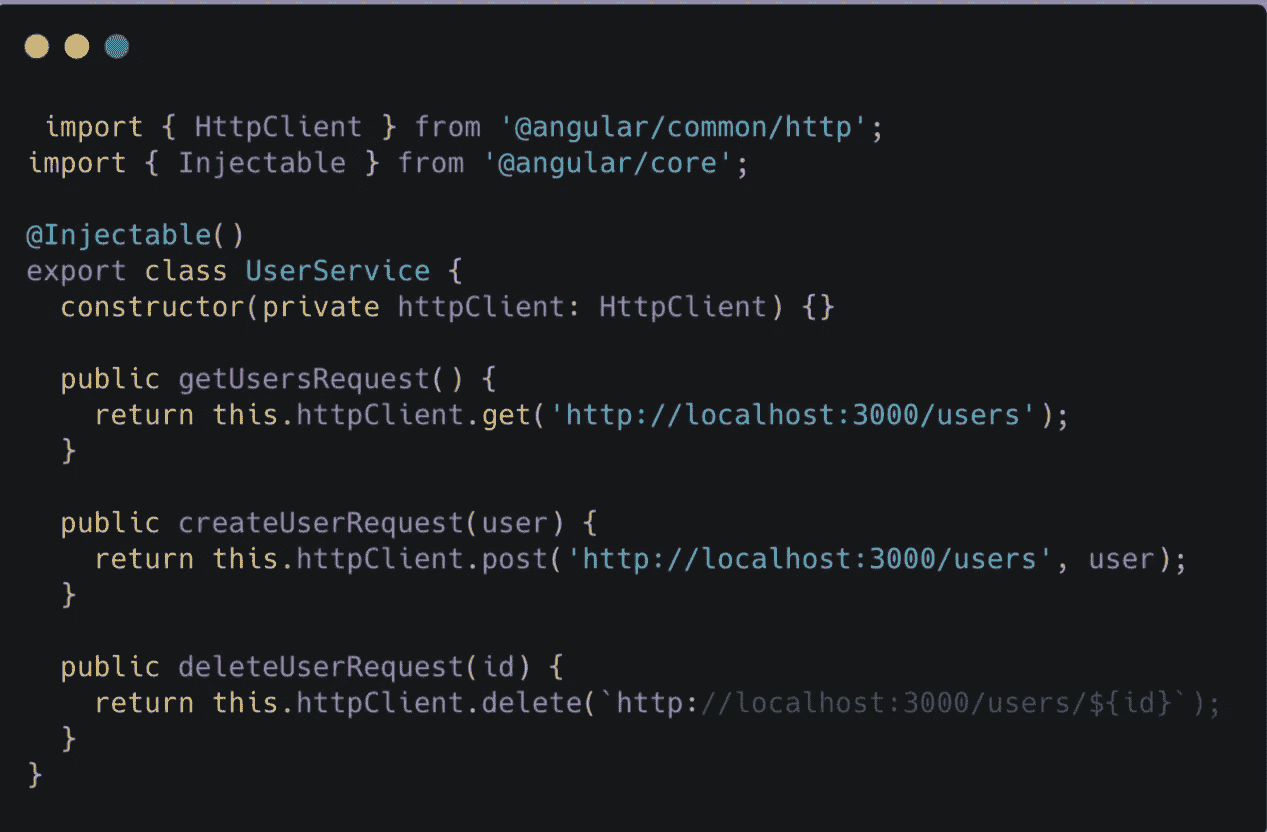 import { HttpClient } from '@angular/common/http';
import { Injectable } from '@angular/core';
@Injectable()
export class UserService {
constructor(private httpClient: HttpClient) {}
public getUsersRequest() {
return this.httpClient.get('http://localhost:3000/users');
}
public createUserRequest(user) {
return this.httpClient.post('http://localhost:3000/users', user);
}
public deleteUserRequest(id) {
return this.httpClient.delete(`http://localhost:3000/users/${id}`);
}
}